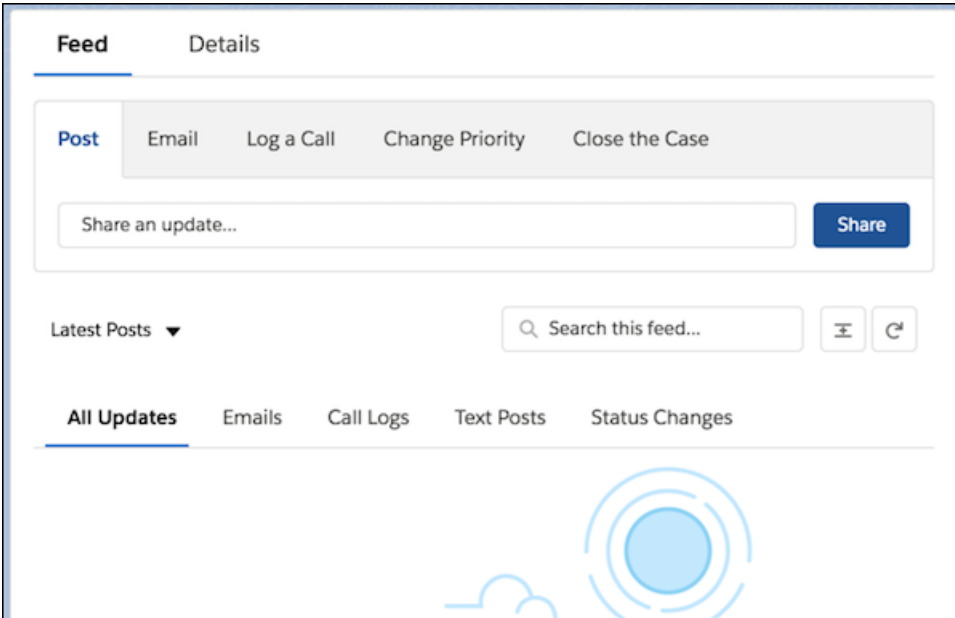 Feed Details
Post Email Log a Call Change Priority Close the Case
Share an update... Share
Latest Posts Search this feed...
All Updates Emails Call Logs Text Posts Status Changes